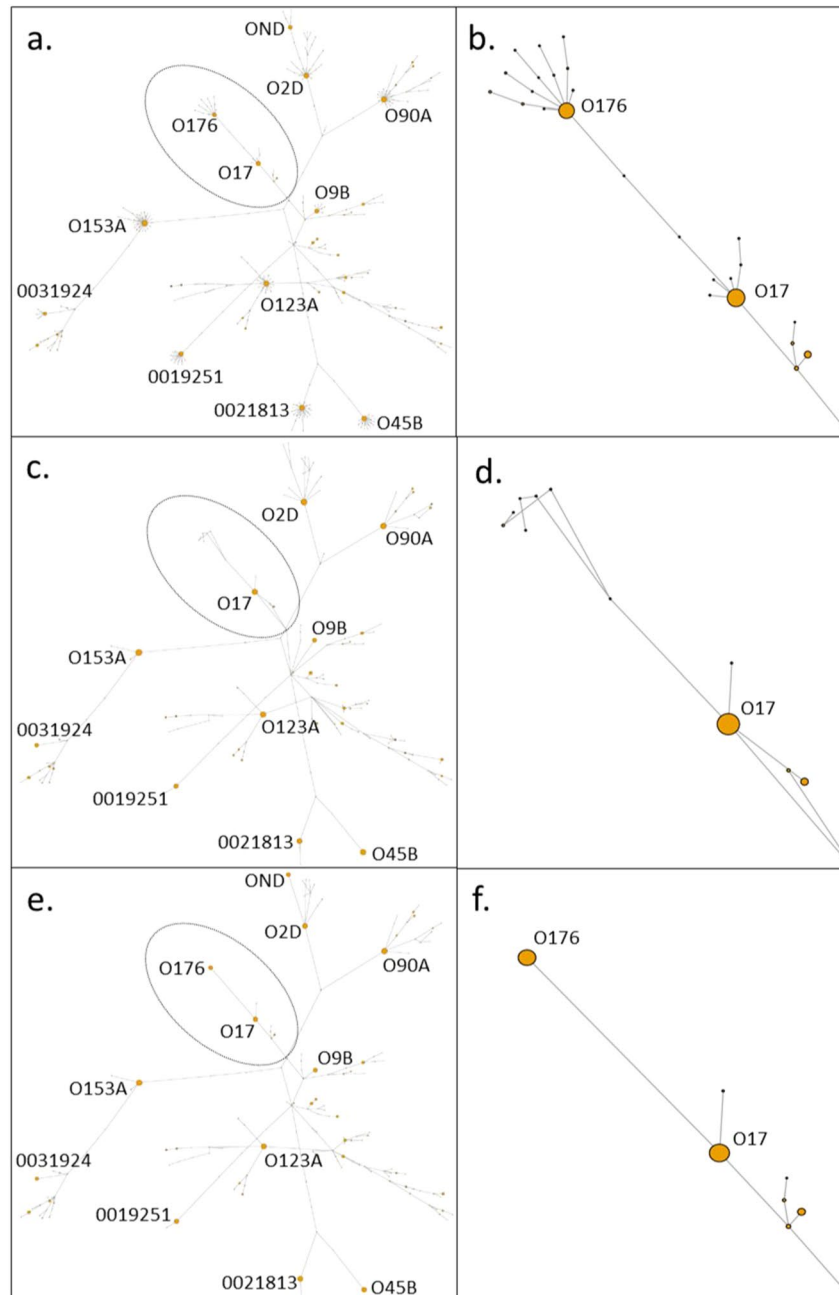 a.
OND
O2D
O90A
O176
O17
O9B
O153A
0031924
O123A
0019251
0021813
O45B
b.
O176
O17
c.
O2D
O90A
O17
O9B
O153A
0031924
O123A
0019251
0021813
O45B
d.
O17
e.
OND
O2D
O90A
O176
O17
O9B
O153A
0031924
O123A
0019251
0021813
O45B
f.
O176
O17